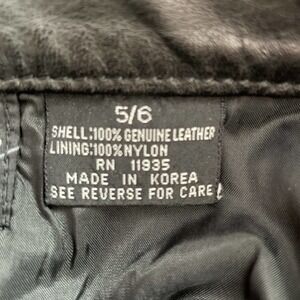 5/6
SHELL:100% GENUINE LEATHER
LINING:100% NYLON
RN 11935
MADE IN KOREA
SEE REVERSE FOR CARE